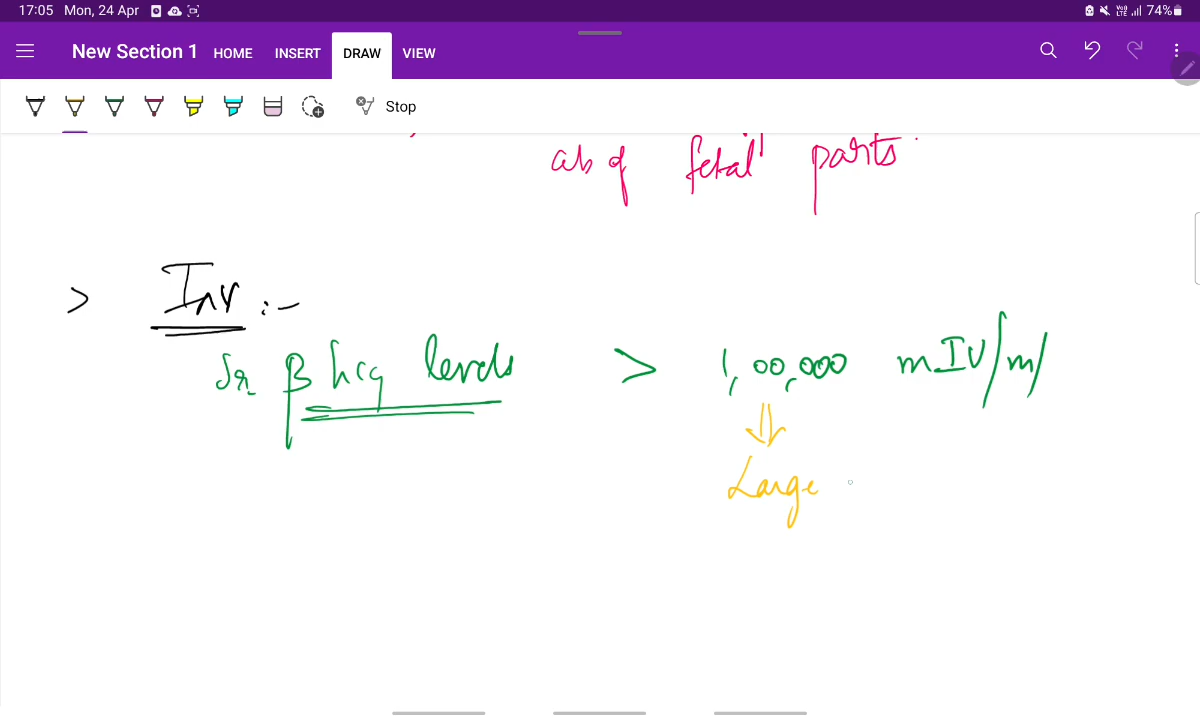 17:05 Mon, 24 Apr 74%
New Section 1 HOME INSERT DRAW VIEW
Stop
ab of fetal parts
> Inv :-
Sr. β hcg levels > 1,00,000 mIU/ml
⇓
Large